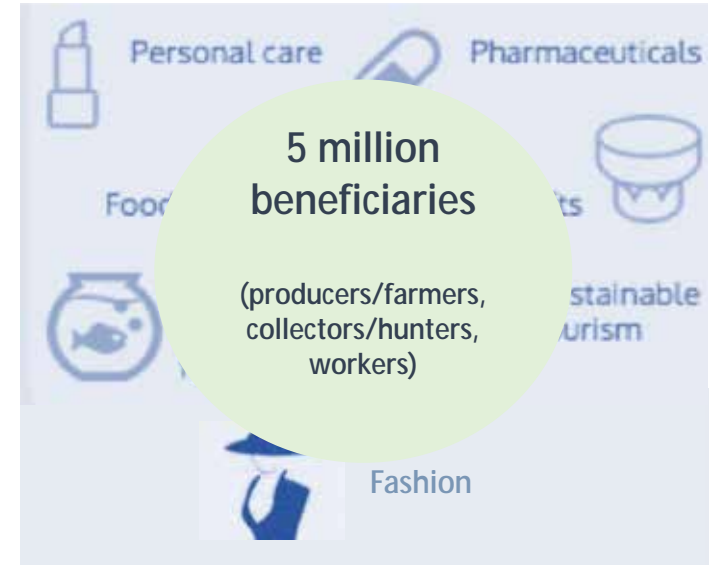 Personal care
Pharmaceuticals
5 million
beneficiaries
(producers/farmers,
collectors/hunters,
workers)
Fashion